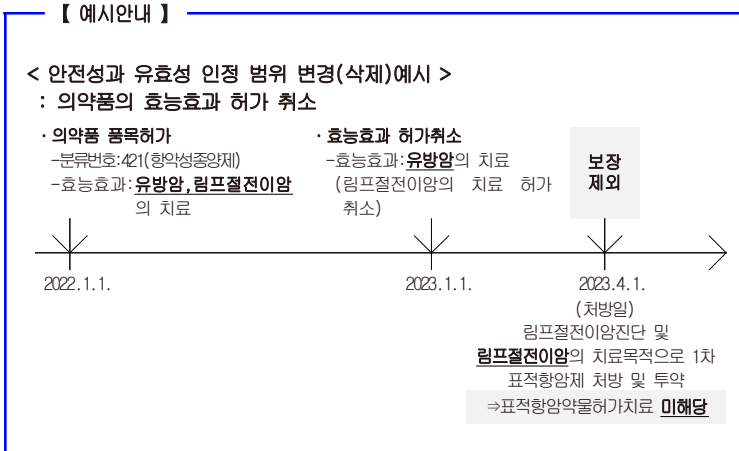 【 예시안내 】
< 안전성과 유효성 인정 범위 변경(삭제)예시 >
: 의약품의 효능효과 허가 취소
· 의약품 품목허가
-분류번호:421(항악성종양제)
-효능효과:유방암,림프절전이암
의 치료
· 효능효과 허가취소
-효능효과:유방암의 치료
(림프절전이암의 치료 허가
취소)
보장
제외
2022.1.1.
2023.1.1.
2023.4.1.
(처방일)
림프절전이암진단 및
림프절전이암의 치료목적으로 1차
표적항암제 처방 및 투약
⇒표적항암약물허가치료 미해당